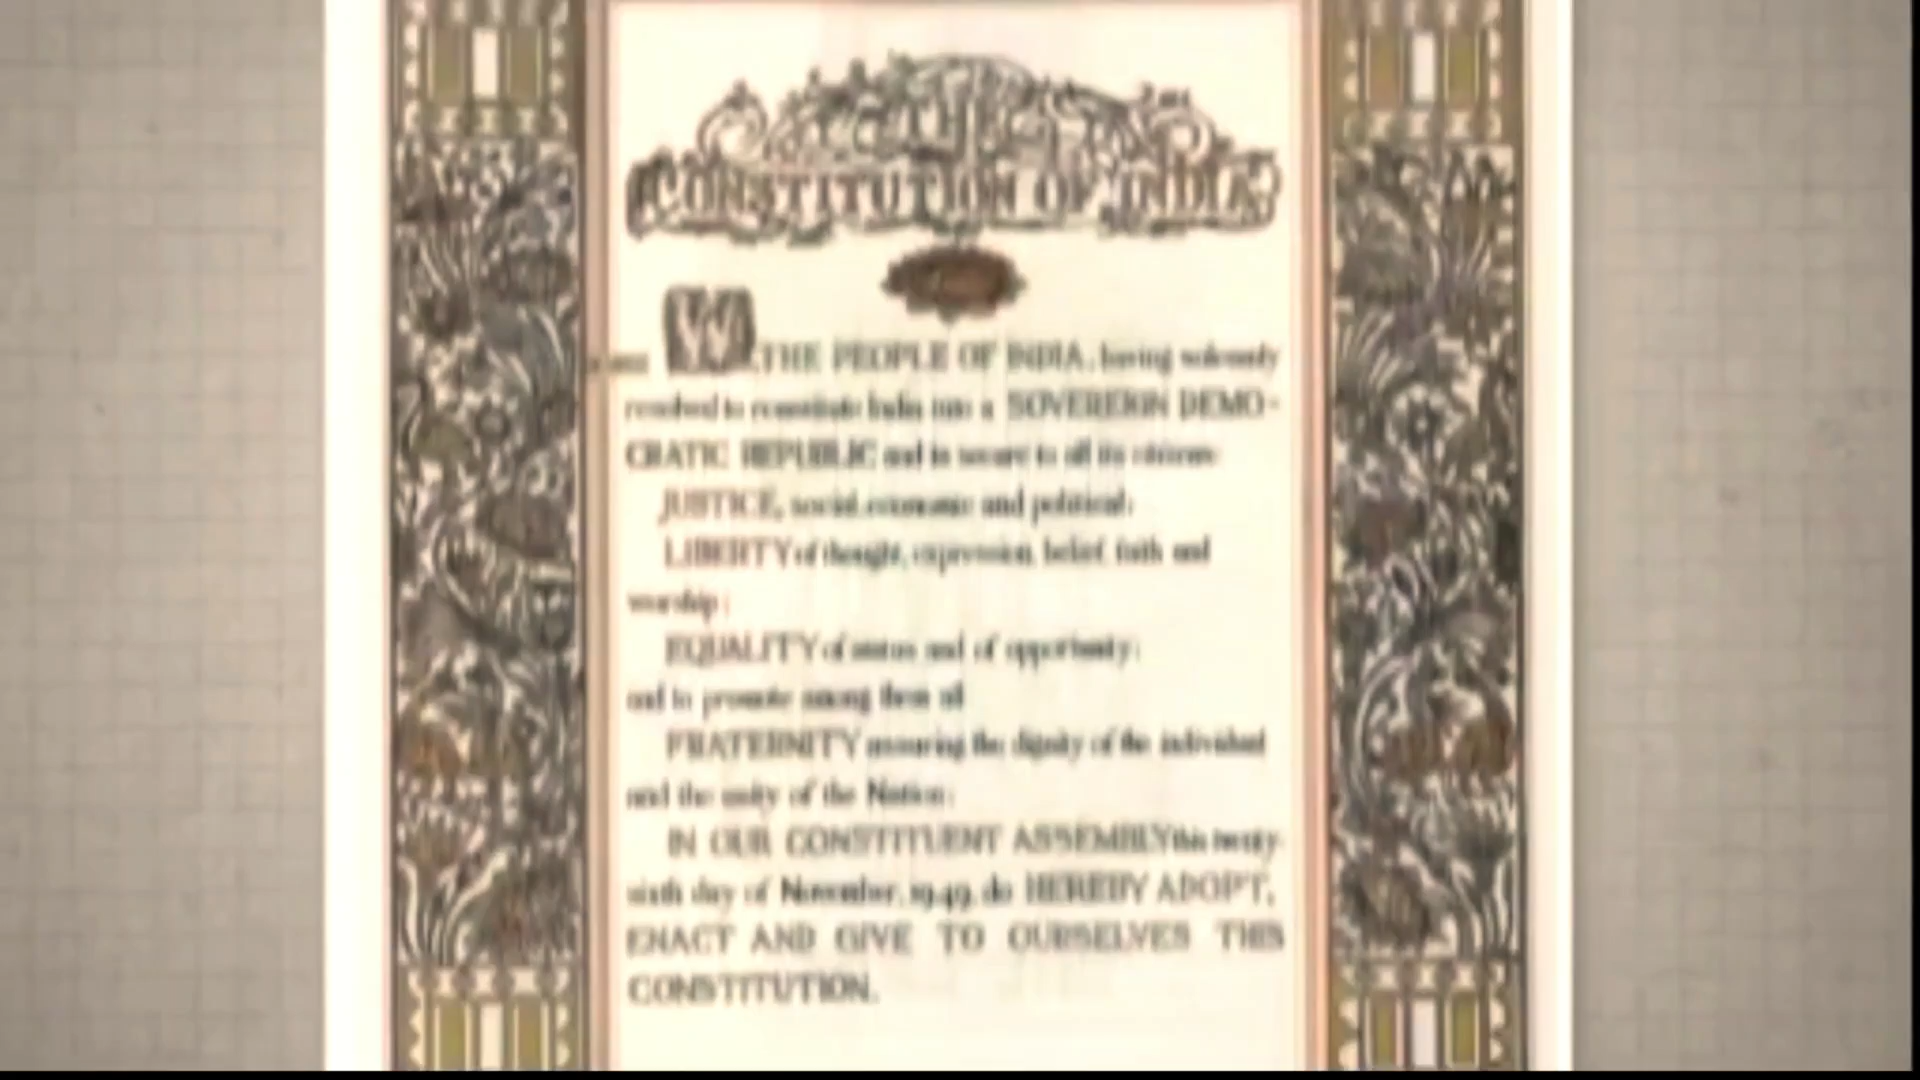 CONSTITUTION OF INDIA
WE, THE PEOPLE OF INDIA, having solemnly
resolved to constitute India into a SOVEREIGN DEMO-
CRATIC REPUBLIC and to secure to all its citizens:
JUSTICE, social, economic and political;
LIBERTY of thought, expression, belief, faith and
worship;
EQUALITY of status and of opportunity;
and to promote among them all
FRATERNITY assuring the dignity of the individual
and the unity of the Nation;
IN OUR CONSTITUENT ASSEMBLY this twenty-
sixth day of November, 1949, do HEREBY ADOPT,
ENACT AND GIVE TO OURSELVES THIS
CONSTITUTION.